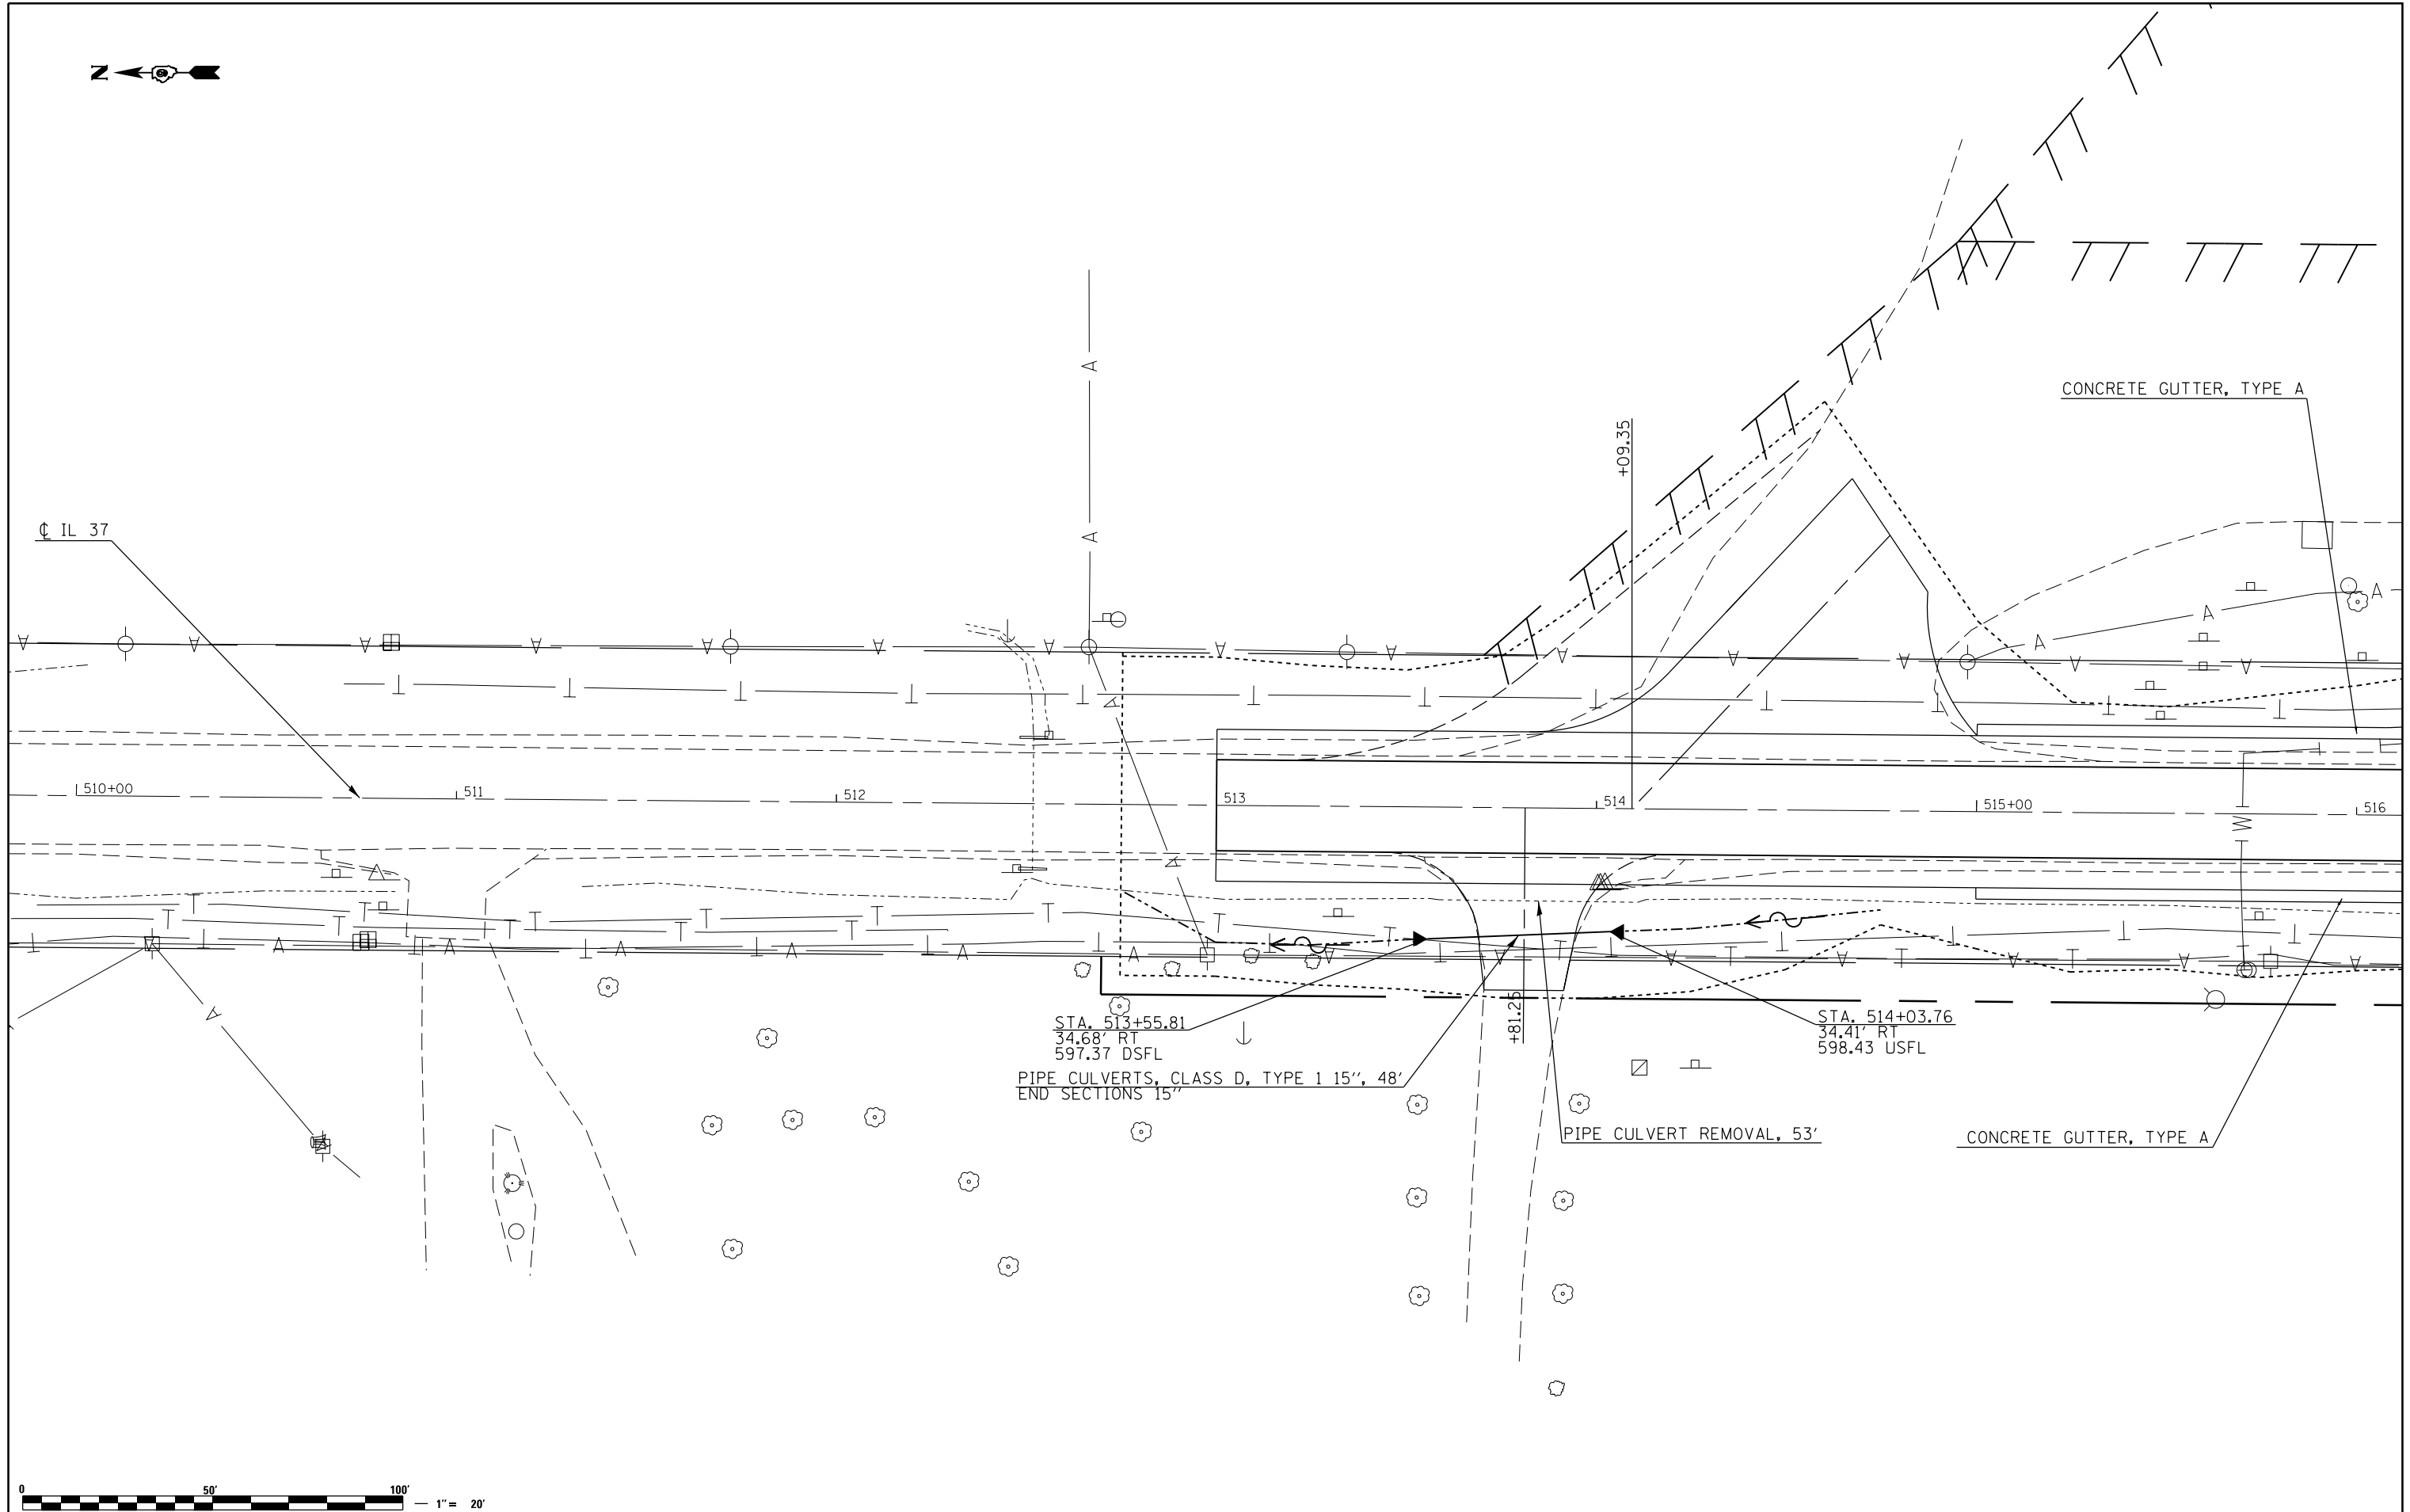 N
CONCRETE GUTTER, TYPE A
+09.35
℄ IL 37
A
A
A
A
A
A
510+00
511
512
513
514
515+00
516
W
A
A
A
A
A
A
A
STA. 513+55.81
34.68' RT
597.37 DSFL
+81.25
STA. 514+03.76
34.41' RT
598.43 USFL
PIPE CULVERTS, CLASS D, TYPE 1 15", 48'
END SECTIONS 15"
PIPE CULVERT REMOVAL, 53'
CONCRETE GUTTER, TYPE A
0 50' 100'
1"= 20'